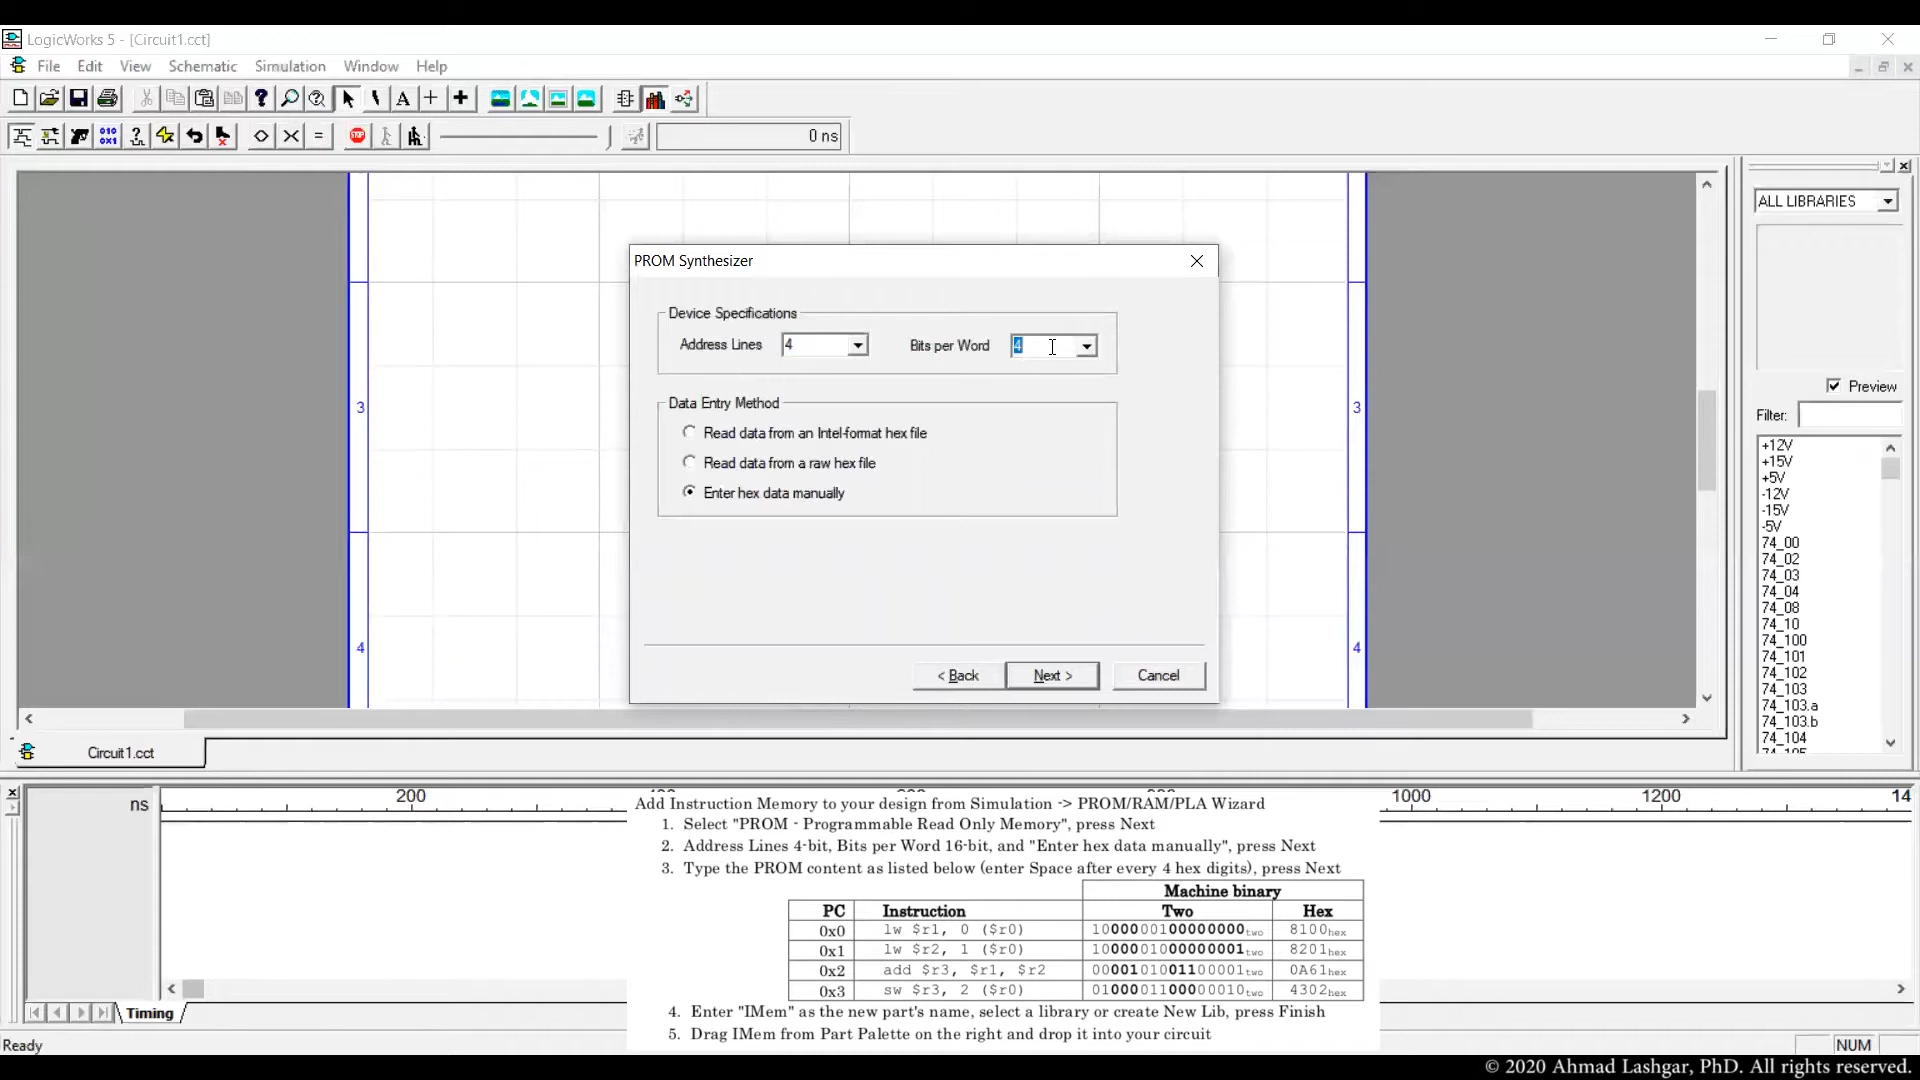 LogicWorks 5 - [Circuit1.cct]
File Edit View Schematic Simulation Window Help
0 ns
ALL LIBRARIES
PROM Synthesizer
Device Specifications
Address Lines 4 Bits per Word 4
Data Entry Method
Read data from an Intel-format hex file
Read data from a raw hex file
Enter hex data manually
< Back Next > Cancel
3 3
4 4
Preview
Filter:
+12V
+15V
+5V
-12V
-15V
-5V
74_00
74_02
74_03
74_04
74_08
74_10
74_100
74_101
74_102
74_103
74_103.a
74_103.b
74_104
Circuit1.cct
ns 200 1000 1200 14
Add Instruction Memory to your design from Simulation -> PROM/RAM/PLA Wizard
1. Select "PROM - Programmable Read Only Memory", press Next
2. Address Lines 4-bit, Bits per Word 16-bit, and "Enter hex data manually", press Next
3. Type the PROM content as listed below (enter Space after every 4 hex digits), press Next
Machine binary
PC Instruction Two Hex
0x0 lw $r1, 0 ($r0) 1000000100000000two 8100hex
0x1 lw $r2, 1 ($r0) 1000001000000001two 8201hex
0x2 add $r3, $r1, $r2 0000101001100001two 0A61hex
0x3 sw $r3, 2 ($r0) 0100001100000010two 4302hex
4. Enter "IMem" as the new part's name, select a library or create New Lib, press Finish
5. Drag IMem from Part Palette on the right and drop it into your circuit
Timing
Ready NUM
© 2020 Ahmad Lashgar, PhD. All rights reserved.